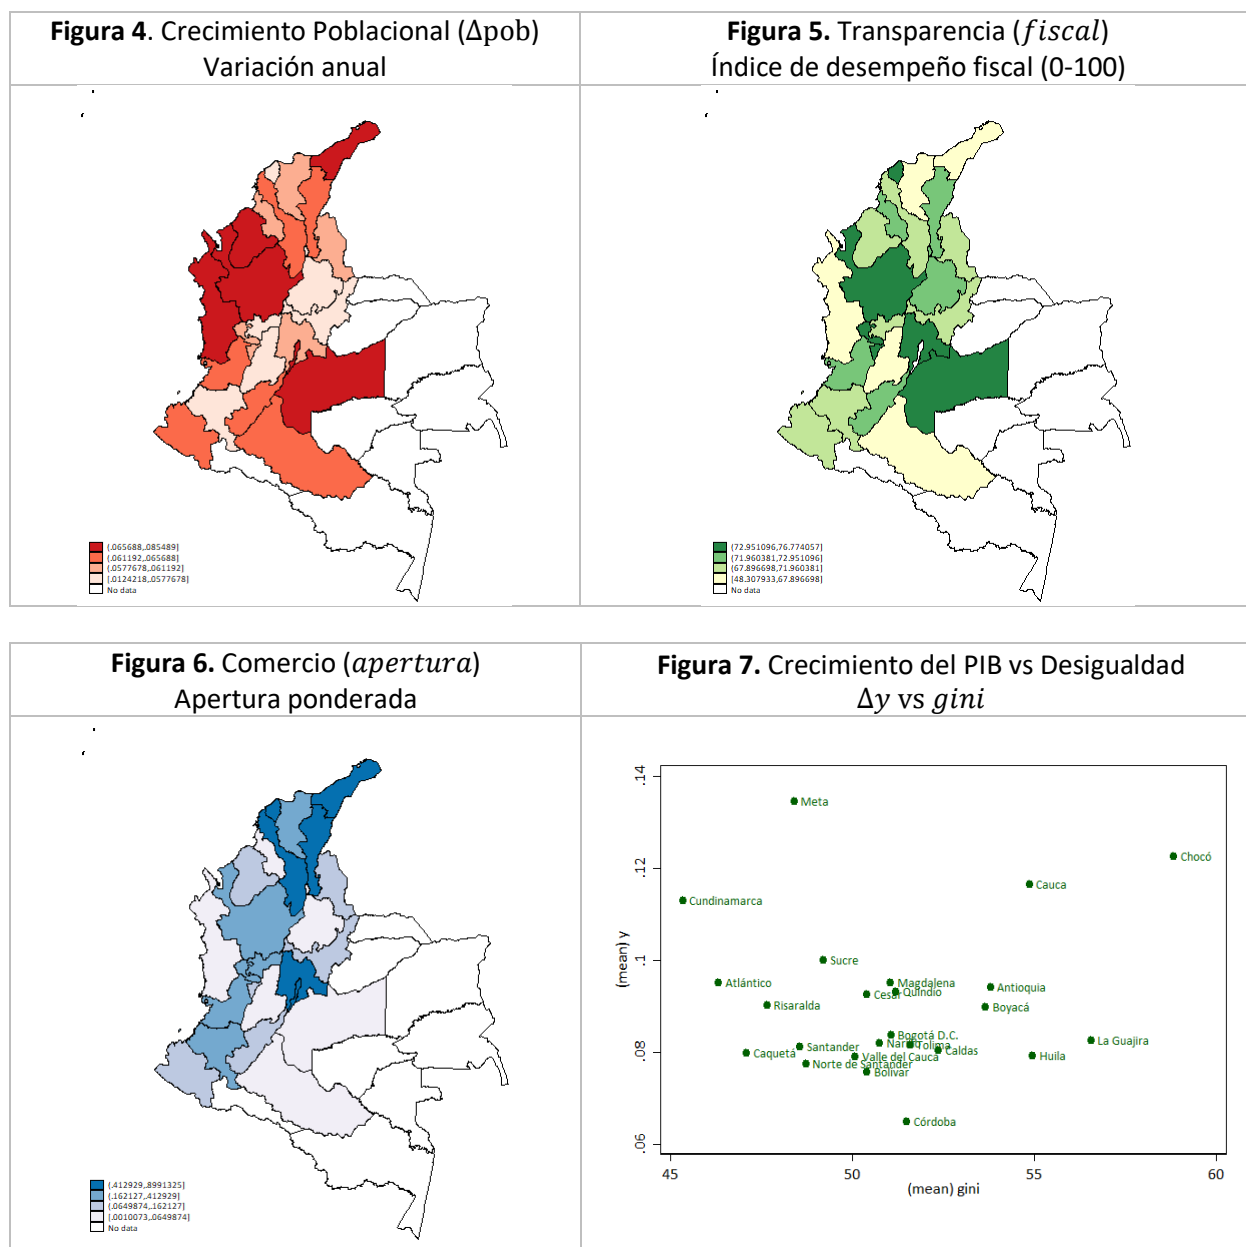 Figura 4. Crecimiento Poblacional (Δpob)
Variación anual
Figura 5. Transparencia (fiscal)
Índice de desempeño fiscal (0-100)
(.065688,.085489]
(.061192,.065688]
(.0577678,.061192]
[.0124218,.0577678]
No data
(72.951096,76.774057]
(71.960381,72.951096]
(67.896698,71.960381]
[48.307933,67.896698]
No data
Figura 6. Comercio (apertura)
Apertura ponderada
Figura 7. Crecimiento del PIB vs Desigualdad
Δy vs gini
(.412929,.8991325]
(.162127,.412929]
(.0649874,.162127]
[.0010073,.0649874]
No data
(mean) y
.14
.12
.1
.08
.06
Meta
Chocó
Cauca
Cundinamarca
Sucre
Atlántico
Magdalena
Quindio
Antioquia
Cesar
Risaralda
Boyacá
Bogotá D.C.
La Guajira
Nariño
Tolima
Santander
Caldas
Caquetá
Valle del Cauca
Huila
Norte de Santander
Bolivar
Córdoba
45
50
55
60
(mean) gini